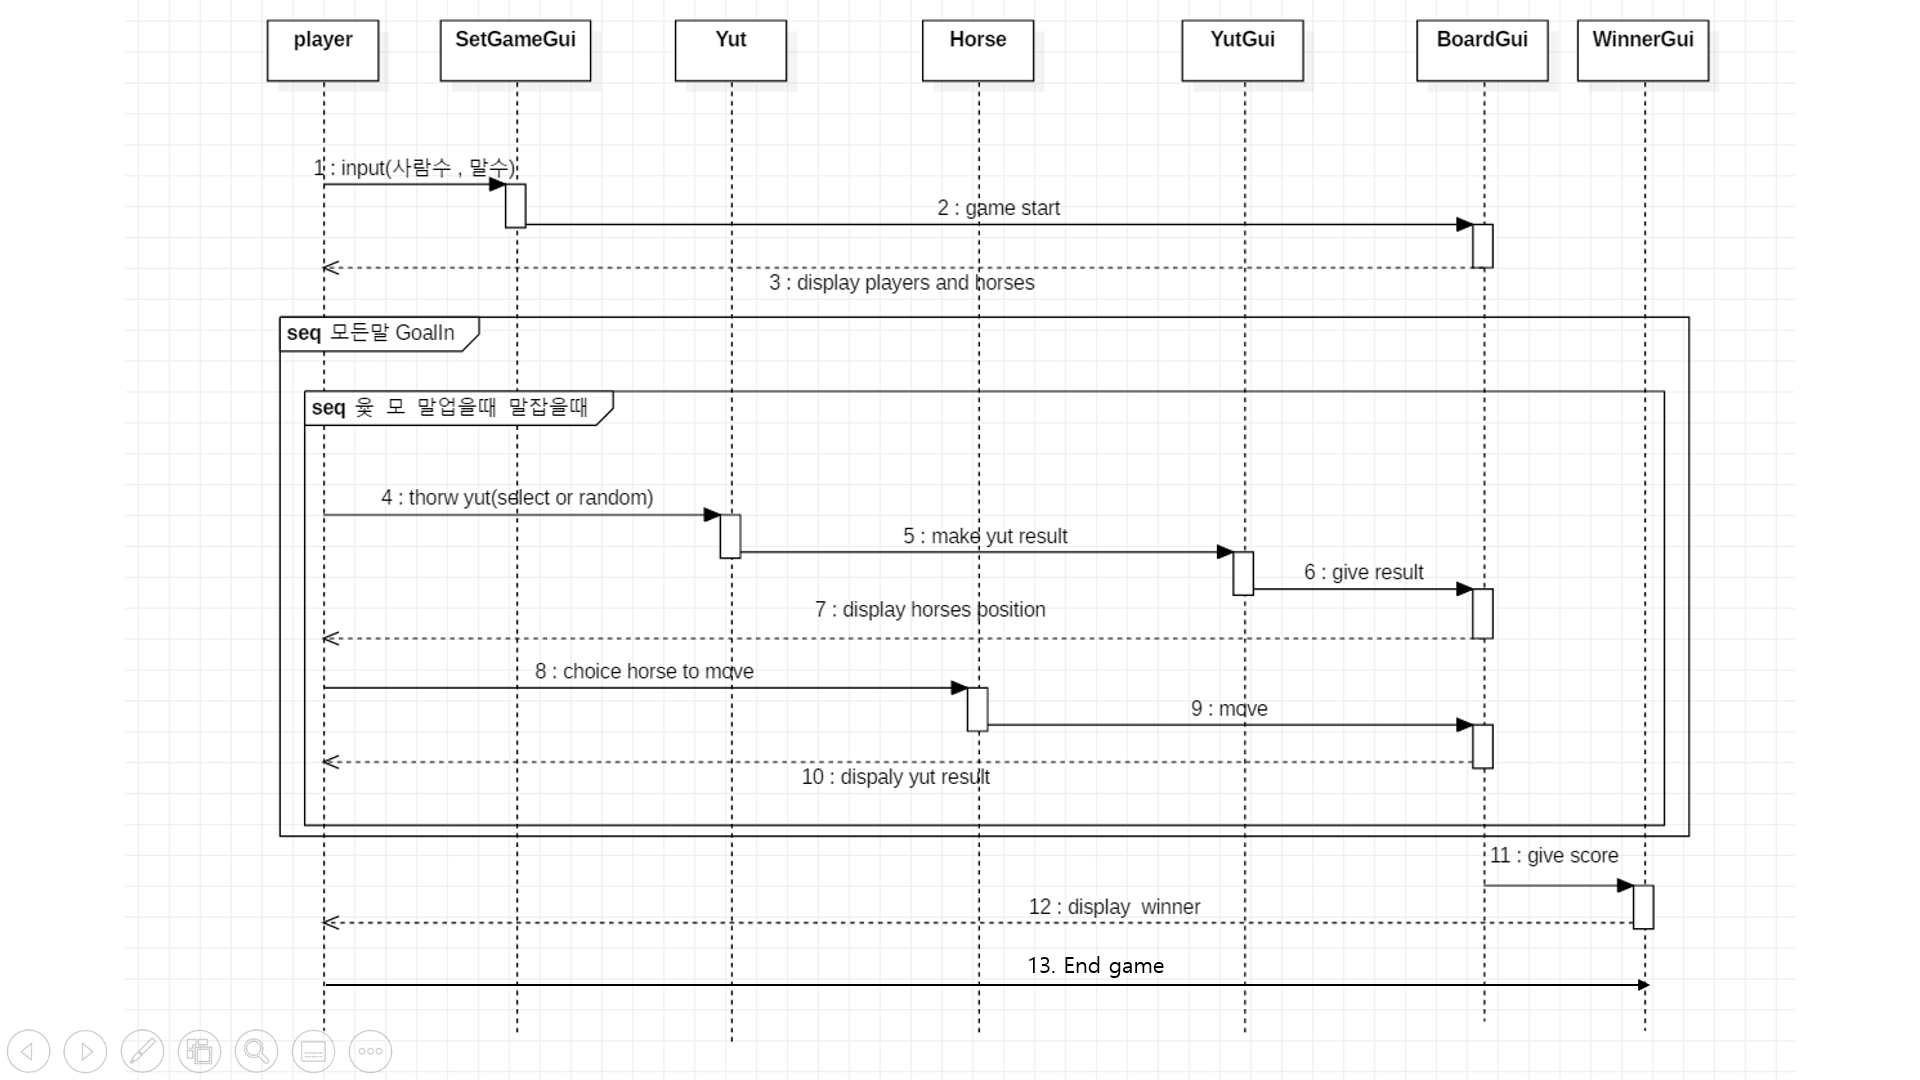 player
SetGameGui
Yut
Horse
YutGui
BoardGui
WinnerGui
1 : input(사람수 , 말수)
2 : game start
3 : display players and horses
seq 모든말 GoalIn
seq 윷 모 말업을때 말잡을때
4 : thorw yut(select or random)
5 : make yut result
6 : give result
7 : display horses position
8 : choice horse to move
9 : move
10 : dispaly yut result
11 : give score
12 : display winner
13. End game